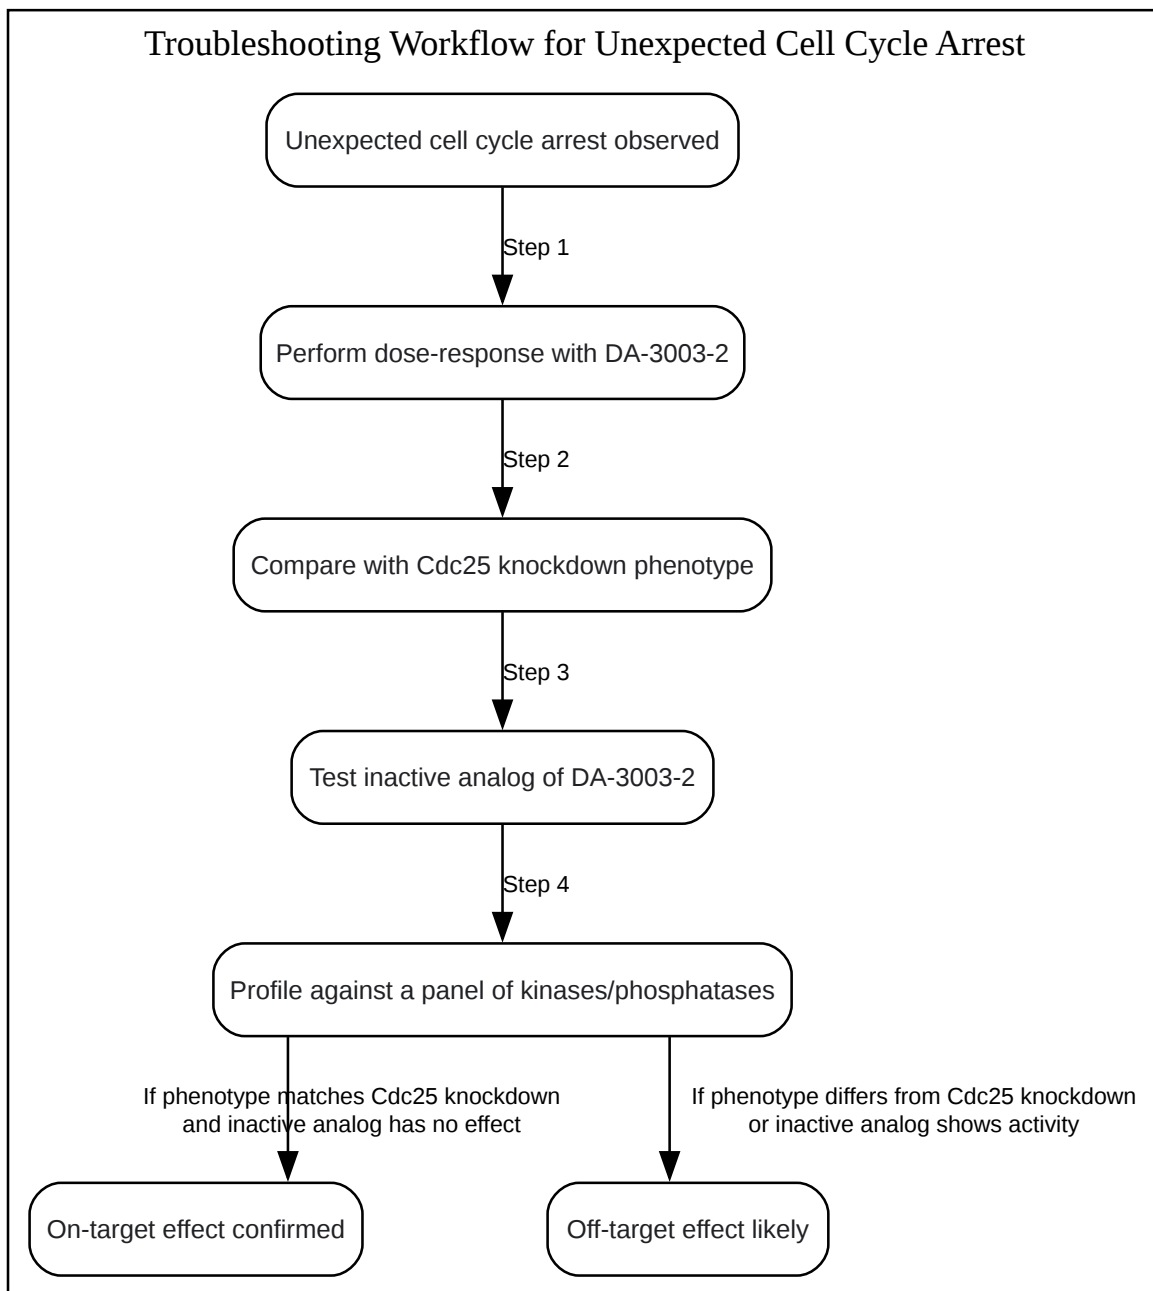 Troubleshooting Workflow for Unexpected Cell Cycle Arrest
Unexpected cell cycle arrest observed
Step 1
Perform dose-response with DA-3003-2
Step 2
Compare with Cdc25 knockdown phenotype
Step 3
Test inactive analog of DA-3003-2
Step 4
Profile against a panel of kinases/phosphatases
If phenotype matches Cdc25 knockdown
and inactive analog has no effect
If phenotype differs from Cdc25 knockdown
or inactive analog shows activity
On-target effect confirmed
Off-target effect likely